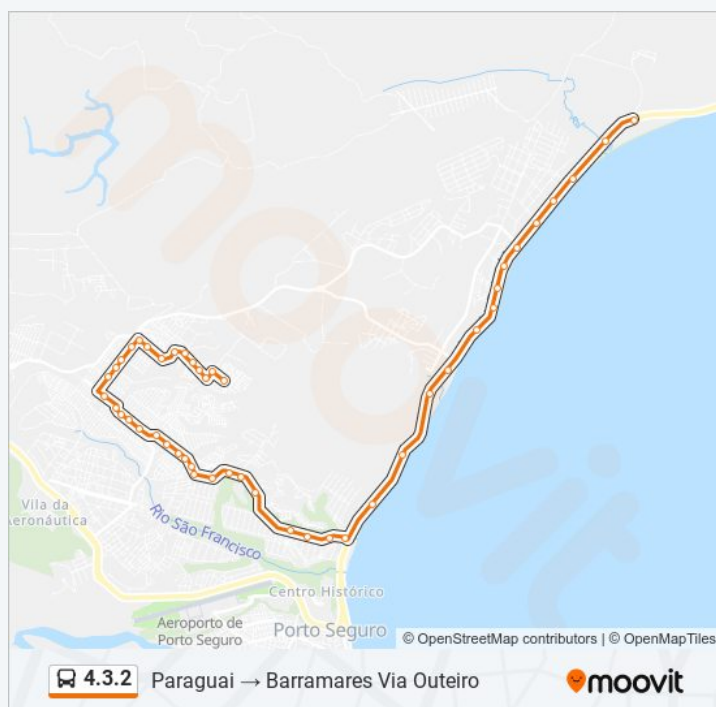 moovit
Vila da
Aeronáutica
Rio São Francisco
Centro Histórico
Aeroporto de
Porto Seguro
Porto Seguro
© OpenStreetMap contributors | © OpenMapTiles
4.3.2 Paraguai → Barramares Via Outeiro
moovit